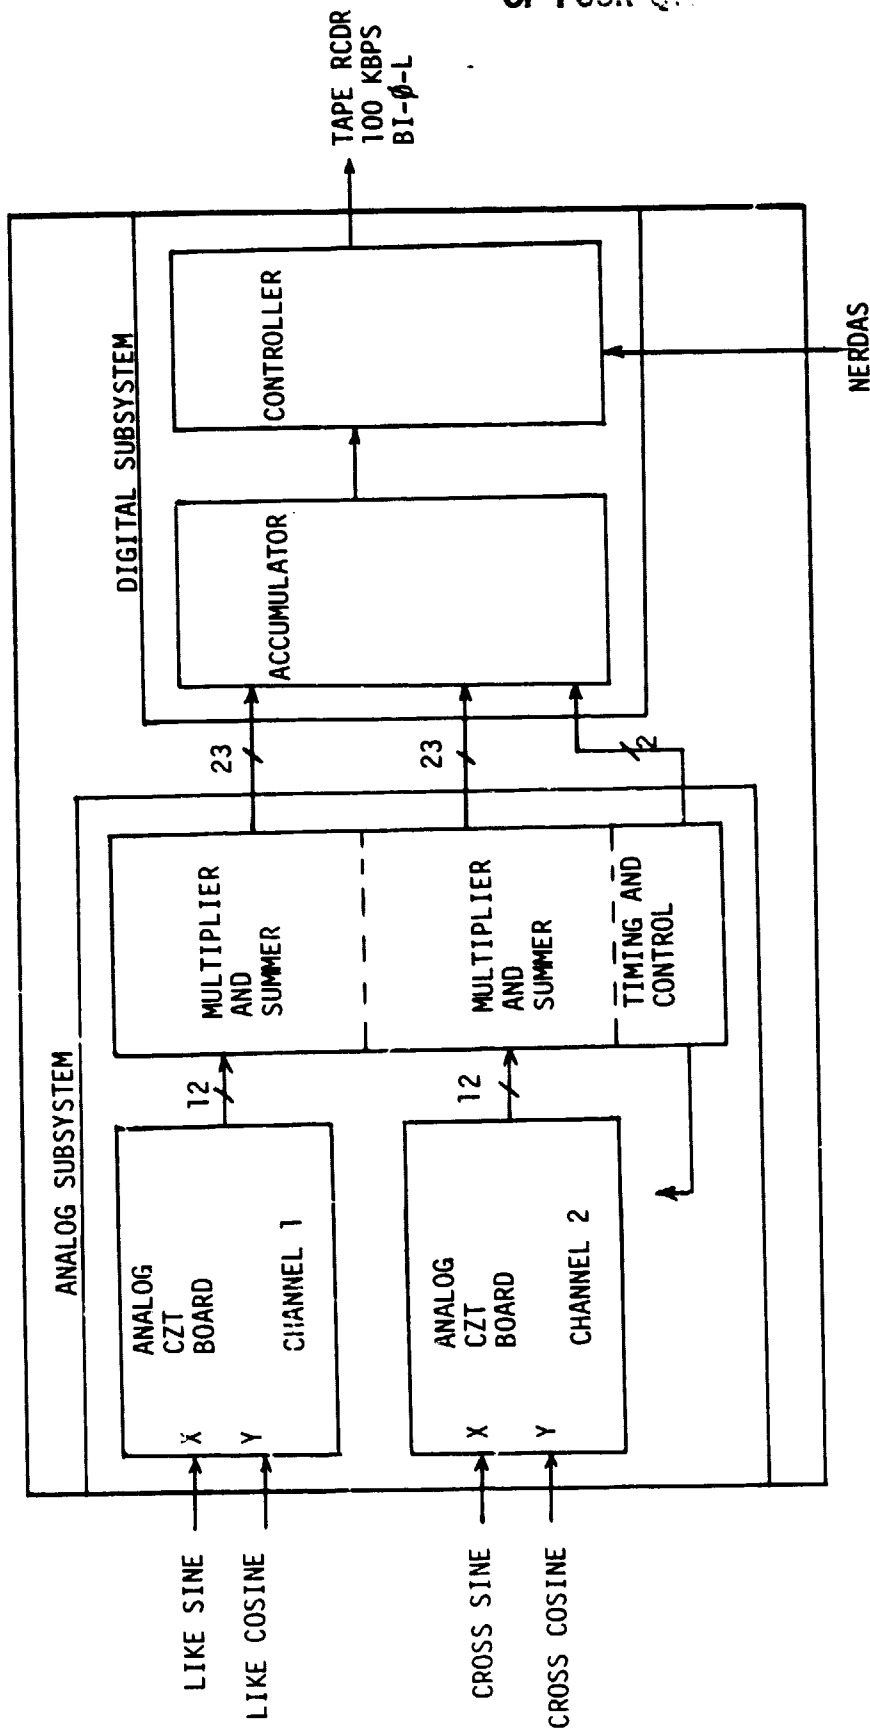 TAPE RCDR
100 KBPS
BI-Ø-L
DIGITAL SUBSYSTEM
CONTROLLER
ACCUMULATOR
NERDAS
23
23
2
ANALOG SUBSYSTEM
MULTIPLIER
AND
SUMMER
MULTIPLIER
AND
SUMMER
TIMING AND
CONTROL
12
12
ANALOG
CZT
BOARD
CHANNEL 1
X
Y
ANALOG
CZT
BOARD
CHANNEL 2
X
Y
LIKE SINE
LIKE COSINE
CROSS SINE
CROSS COSINE